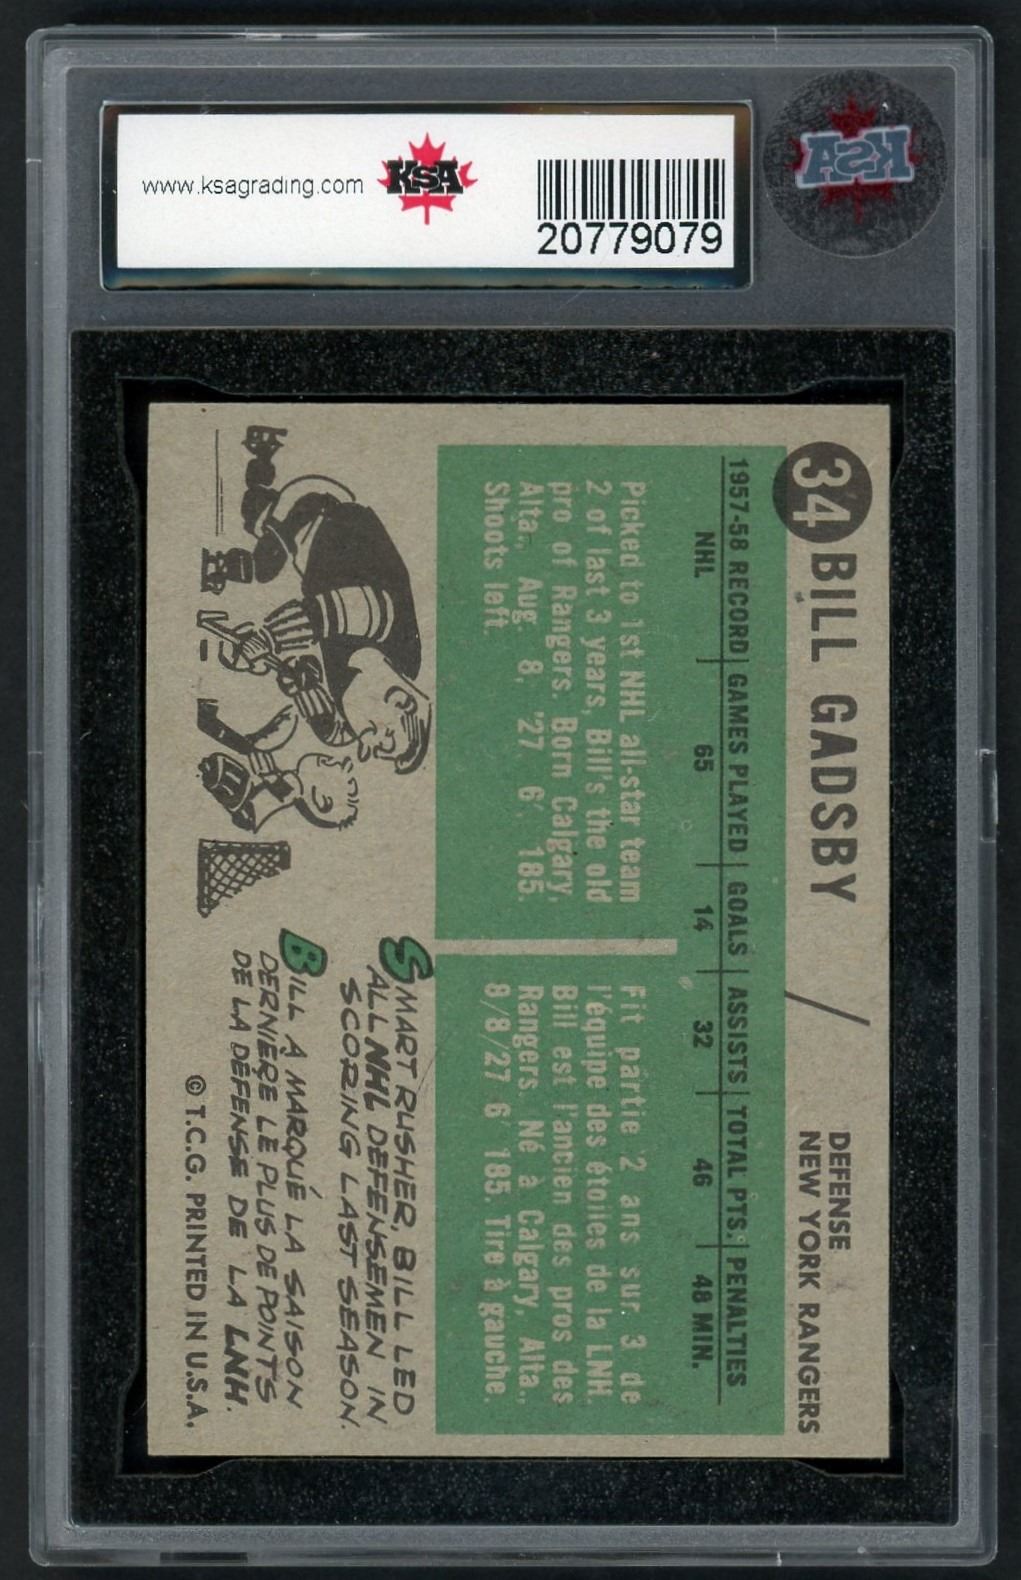 www.ksagrading.com
KSA
20779079
KSA
34
BILL GADSBY
DEFENSE
NEW YORK RANGERS
1957-58 RECORD GAMES PLAYED GOALS ASSISTS TOTAL PTS. PENALTIES
NHL 65 14 32 46 48 MIN.
Picked to 1st NHL all-star team
2 of last 3 years, Bill's the old
pro of Rangers. Born Calgary,
Alta., Aug. 8, '27 6' 185.
Shoots left.
Fit partie 2 ans sur 3 de
l'équipe des étoiles de la LNH.
Bill est l'ancien des pros des
Rangers. Né à Calgary, Alta.,
8/8/27 6' 185. Tire à gauche.
SMART RUSHER, BILL LED
ALL NHL DEFENSEMEN IN
SCORING LAST SEASON.
BILL A MARQUÉ LA SAISON
DERNIÈRE LE PLUS DE POINTS
DE LA DÉFENSE DE LA LNH.
© T.C.G. PRINTED IN U.S.A.